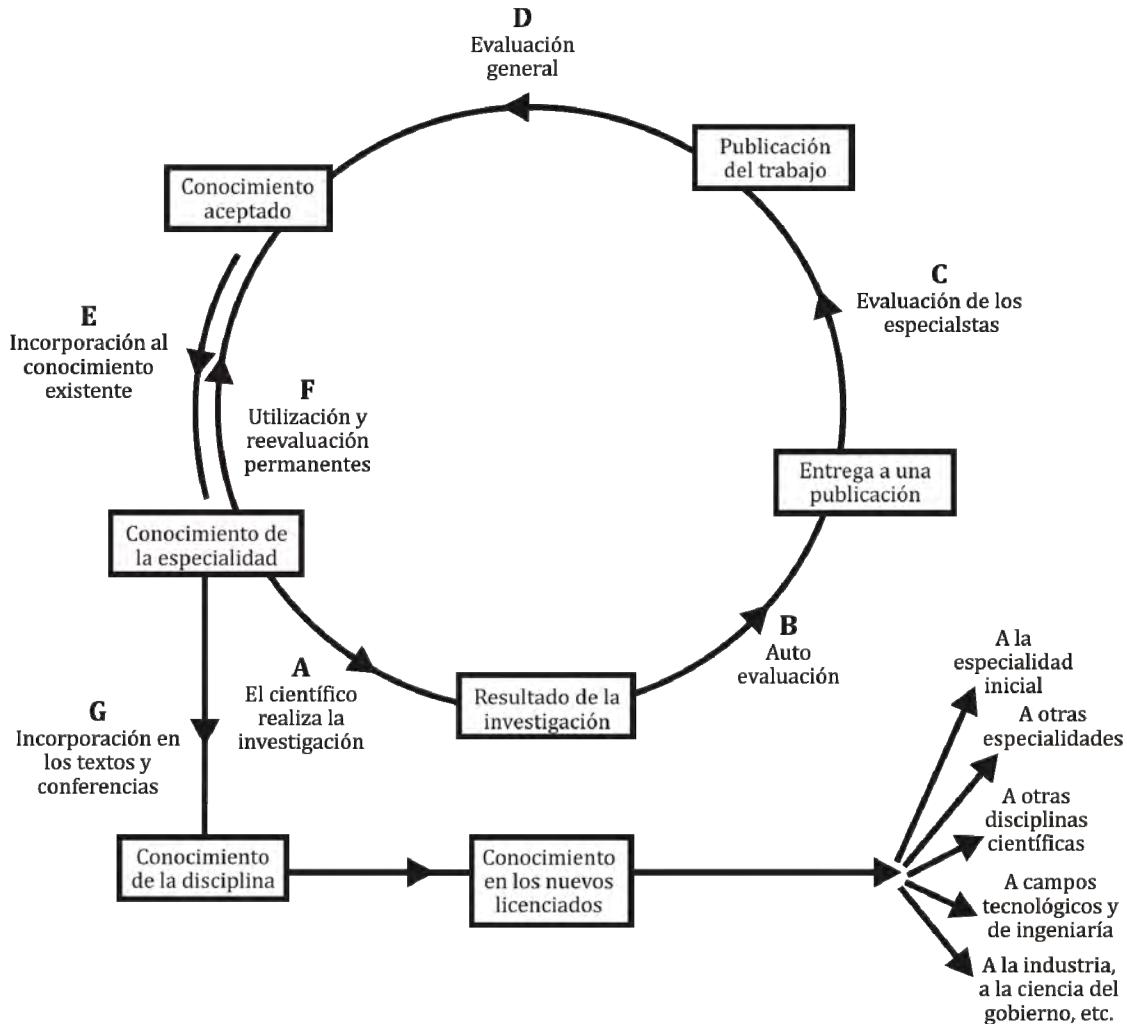 D
Evaluación
general
Publicación
del trabajo
Conocimiento
aceptado
C
Evaluación de los
especialstas
E
Incorporación al
conocimiento
existente
F
Utilización y
reevaluación
permanentes
Entrega a una
publicación
Conocimiento de
la especialidad
B
Auto
evaluación
A
El científico
realiza la
investigación
Resultado de la
investigación
G
Incorporación en
los textos y
conferencias
Conocimiento
de la disciplina
Conocimiento
en los nuevos
licenciados
A la
especialidad
inicial
A otras
especialidades
A otras
disciplinas
científicas
A campos
tecnológicos y
de ingeniaría
A la industria,
a la ciencia del
gobierno, etc.